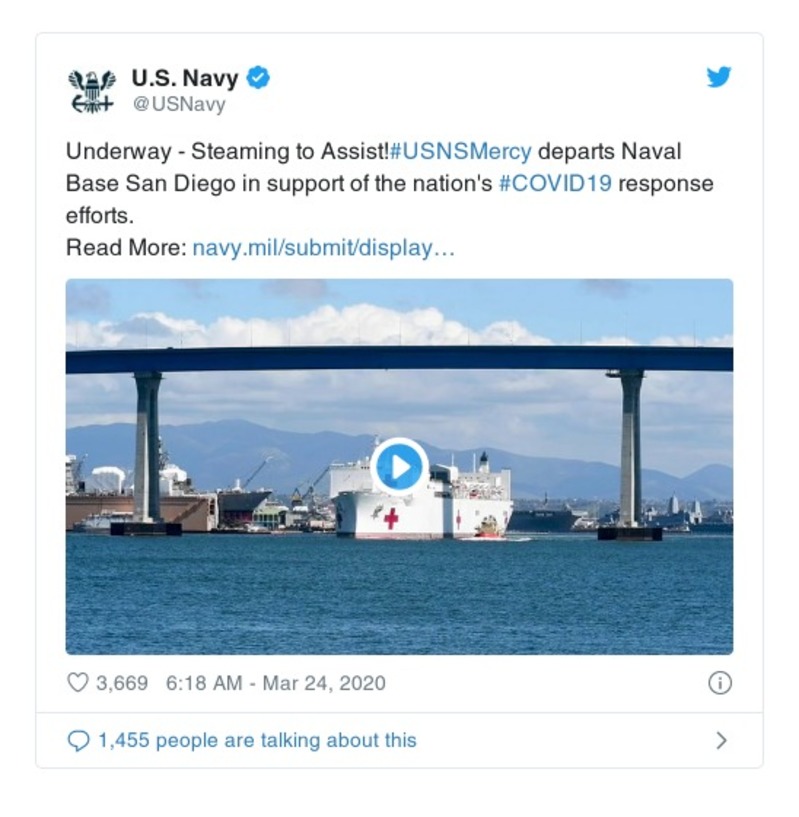 U.S. Navy
@USNavy
Underway - Steaming to Assist!#USNSMercy departs Naval
Base San Diego in support of the nation's #COVID19 response
efforts.
Read More: navy.mil/submit/display…
3,669 6:18 AM - Mar 24, 2020
1,455 people are talking about this